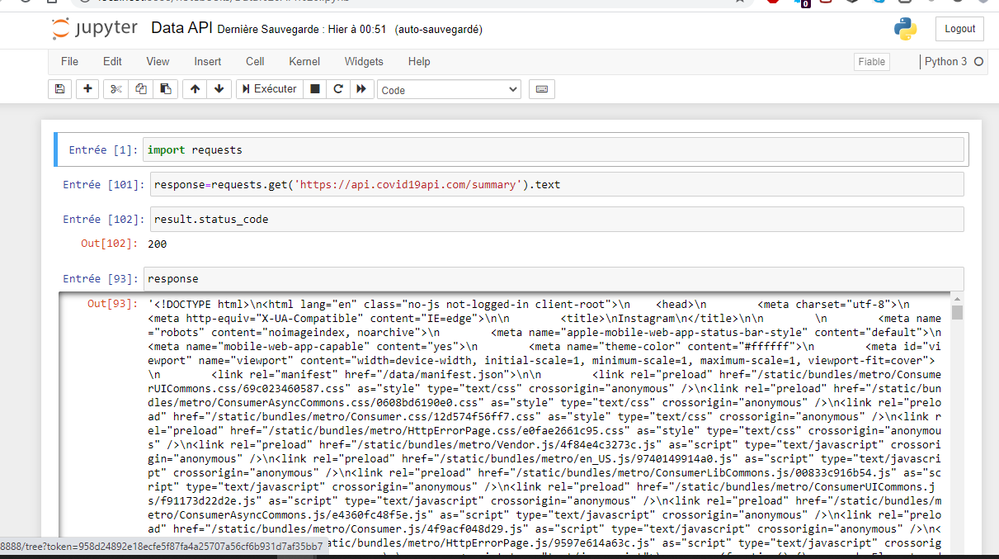 jupyter Data API Dernière Sauvegarde : Hier à 00:51 (auto-sauvegardé)
Logout
File Edit View Insert Cell Kernel Widgets Help
Fiable
Python 3
Exécuter
Code
Entrée [1]: import requests
Entrée [101]: response=requests.get('https://api.covid19api.com/summary').text
Entrée [102]: result.status_code
Out[102]: 200
Entrée [93]: response
Out[93]: '<!DOCTYPE html>\n<html lang="en" class="no-js not-logged-in client-root">\n    <head>\n        <meta charset="utf-8">\n
<meta http-equiv="X-UA-Compatible" content="IE=edge">\n\n        <title>\nInstagram\n</title>\n\n        \n        <meta name
="robots" content="noimageindex, noarchive">\n        <meta name="apple-mobile-web-app-status-bar-style" content="default">\n
<meta name="mobile-web-app-capable" content="yes">\n        <meta name="theme-color" content="#ffffff">\n        <meta id="vi
ewport" name="viewport" content="width=device-width, initial-scale=1, minimum-scale=1, maximum-scale=1, viewport-fit=cover">
\n        <link rel="manifest" href="/data/manifest.json">\n\n        <link rel="preload" href="/static/bundles/metro/Consume
rUICommons.css/69c023460587.css" as="style" type="text/css" crossorigin="anonymous" />\n<link rel="preload" href="/static/bun
dles/metro/ConsumerAsyncCommons.css/0608bd6190e0.css" as="style" type="text/css" crossorigin="anonymous" />\n<link rel="prelo
ad" href="/static/bundles/metro/Consumer.css/12d574f56ff7.css" as="style" type="text/css" crossorigin="anonymous" />\n<link r
el="preload" href="/static/bundles/metro/HttpErrorPage.css/e0fae2661c95.css" as="style" type="text/css" crossorigin="anonymou
s" />\n<link rel="preload" href="/static/bundles/metro/Vendor.js/4f84e4c3273c.js" as="script" type="text/javascript" crossori
gin="anonymous" />\n<link rel="preload" href="/static/bundles/metro/en_US.js/9740149914a0.js" as="script" type="text/javascri
pt" crossorigin="anonymous" />\n<link rel="preload" href="/static/bundles/metro/ConsumerLibCommons.js/00833c916b54.js" as="sc
ript" type="text/javascript" crossorigin="anonymous" />\n<link rel="preload" href="/static/bundles/metro/ConsumerUICommons.j
s/f91173d22d2e.js" as="script" type="text/javascript" crossorigin="anonymous" />\n<link rel="preload" href="/static/bundles/m
etro/ConsumerAsyncCommons.js/e4360fc48f5e.js" as="script" type="text/javascript" crossorigin="anonymous" />\n<link rel="prelo
ad" href="/static/bundles/metro/Consumer.js/4f9acf048d29.js" as="script" type="text/javascript" crossorigin="anonymous" />\n<
atic/bundles/metro/HttpErrorPage.js/9597e614a63c.js" as="script" type="text/javascript" crossorig
8888/tree?token=958d24892e18ecfe5f87fa4a25707a56cf6b931d7af35bb7